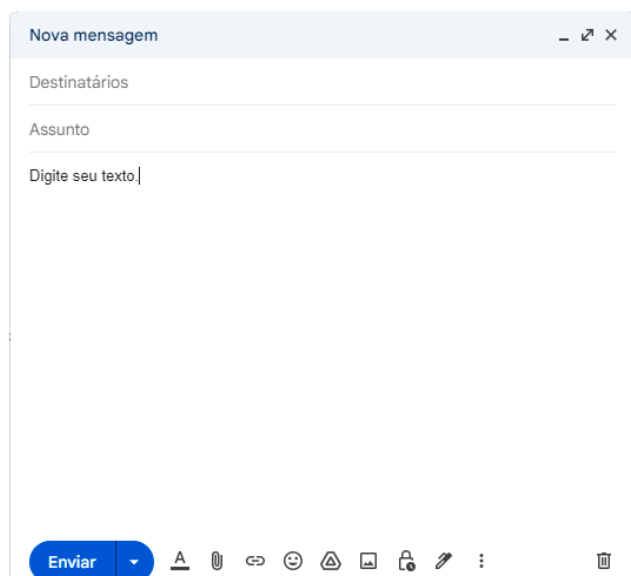 Nova mensagem
Destinatários
Assunto
Digite seu texto.
Enviar